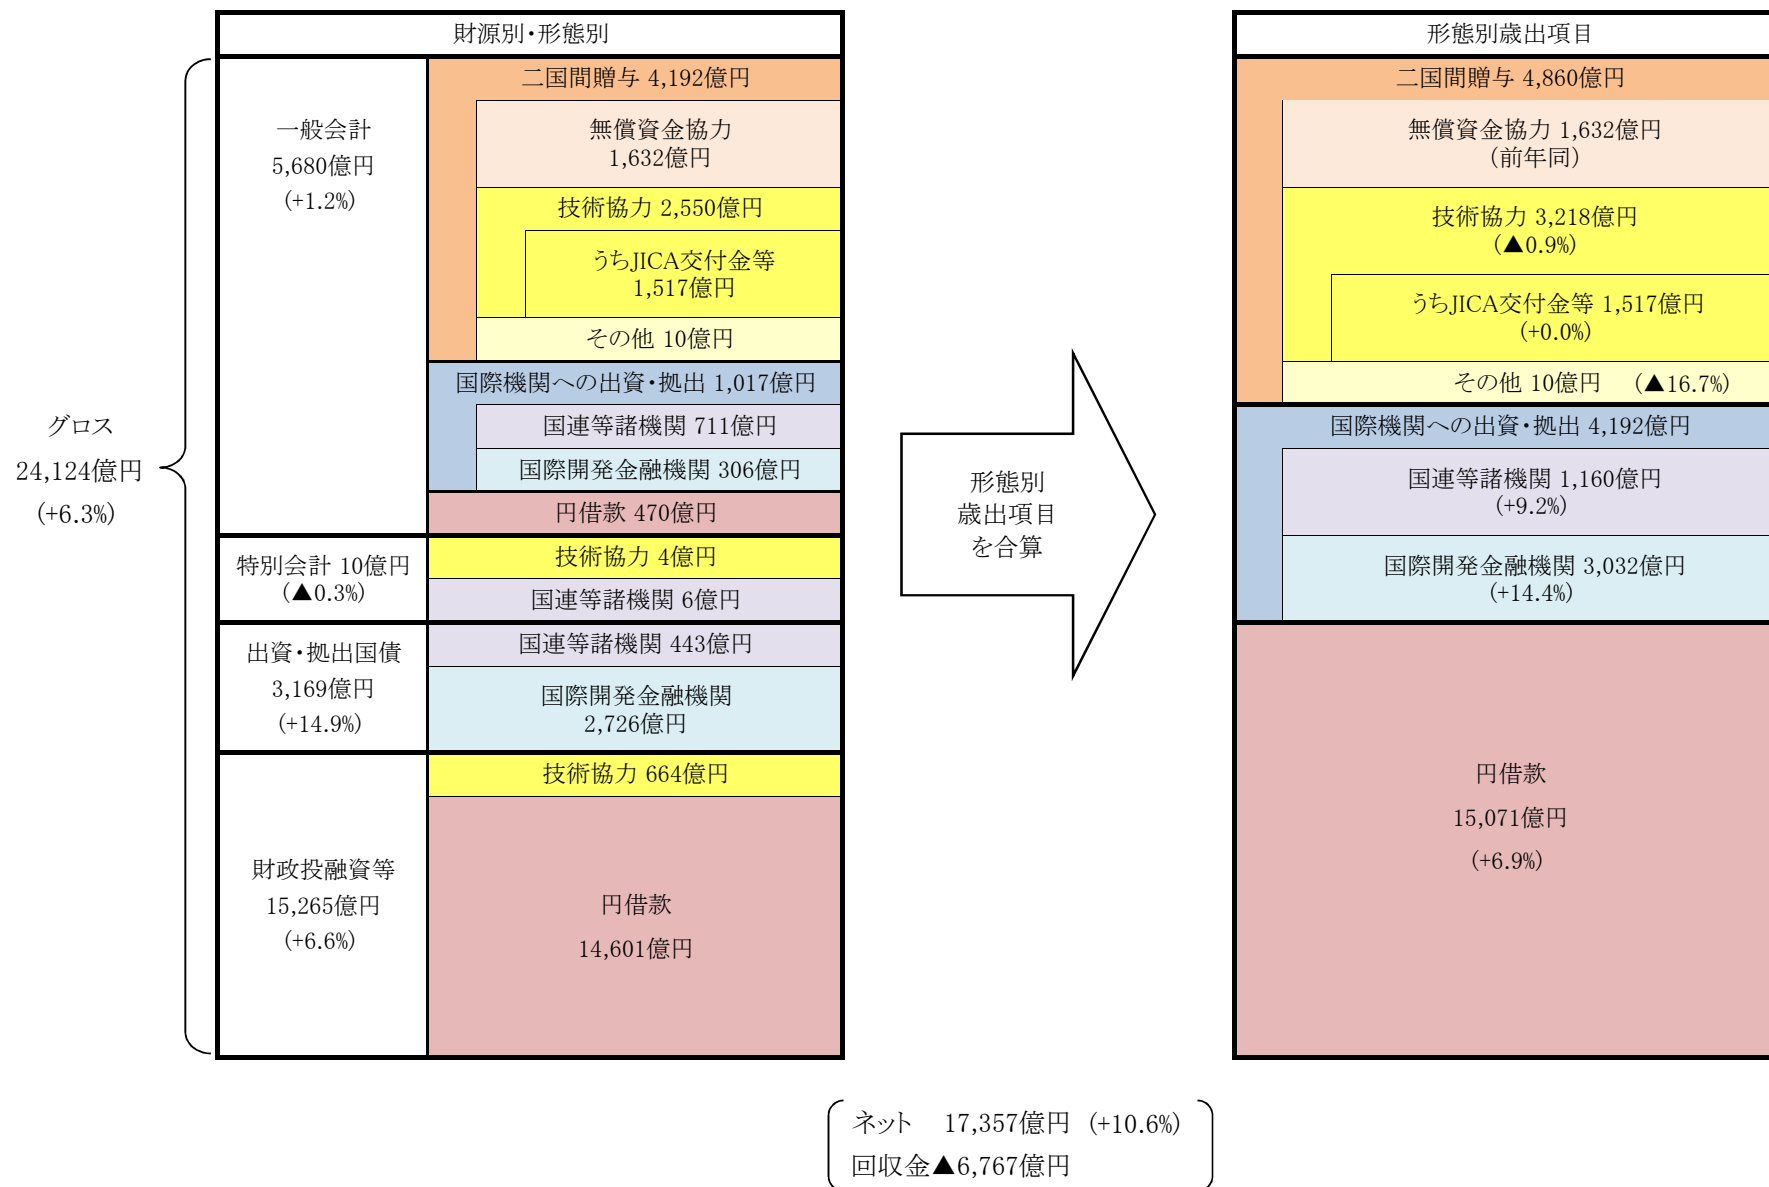 財源別・形態別
グロス
24,124億円
(+6.3%)
一般会計
5,680億円
(+1.2%)
二国間贈与 4,192億円
無償資金協力
1,632億円
技術協力 2,550億円
うちJICA交付金等
1,517億円
その他 10億円
国際機関への出資・拠出 1,017億円
国連等諸機関 711億円
国際開発金融機関 306億円
円借款 470億円
特別会計 10億円
(▲0.3%)
技術協力 4億円
国連等諸機関 6億円
出資・拠出国債
3,169億円
(+14.9%)
国連等諸機関 443億円
国際開発金融機関
2,726億円
財政投融資等
15,265億円
(+6.6%)
技術協力 664億円
円借款
14,601億円
形態別
歳出項目
を合算
形態別歳出項目
二国間贈与 4,860億円
無償資金協力 1,632億円
(前年同)
技術協力 3,218億円
(▲0.9%)
うちJICA交付金等 1,517億円
(+0.0%)
その他 10億円 (▲16.7%)
国際機関への出資・拠出 4,192億円
国連等諸機関 1,160億円
(+9.2%)
国際開発金融機関 3,032億円
(+14.4%)
円借款
15,071億円
(+6.9%)
ネット 17,357億円 (+10.6%)
回収金▲6,767億円